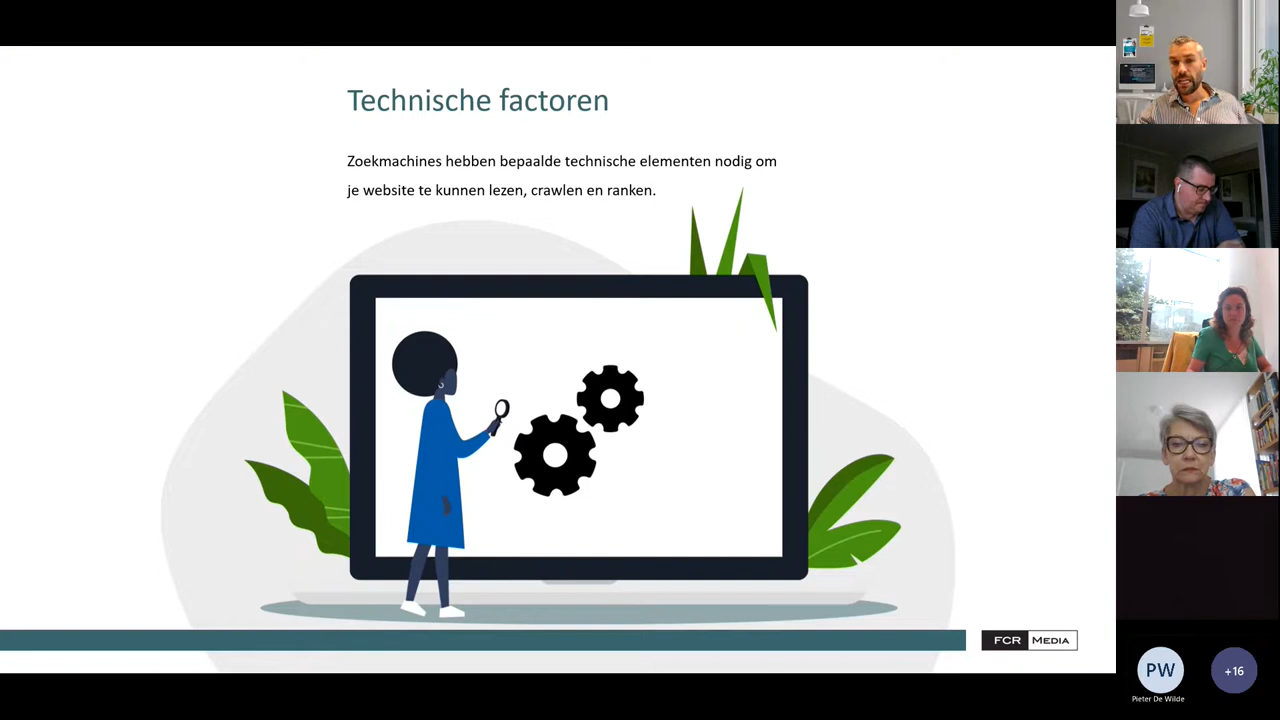 Technische factoren
Zoekmachines hebben bepaalde technische elementen nodig om
je website te kunnen lezen, crawlen en ranken.
FCR MEDIA
PW
+16
Pieter De Wilde